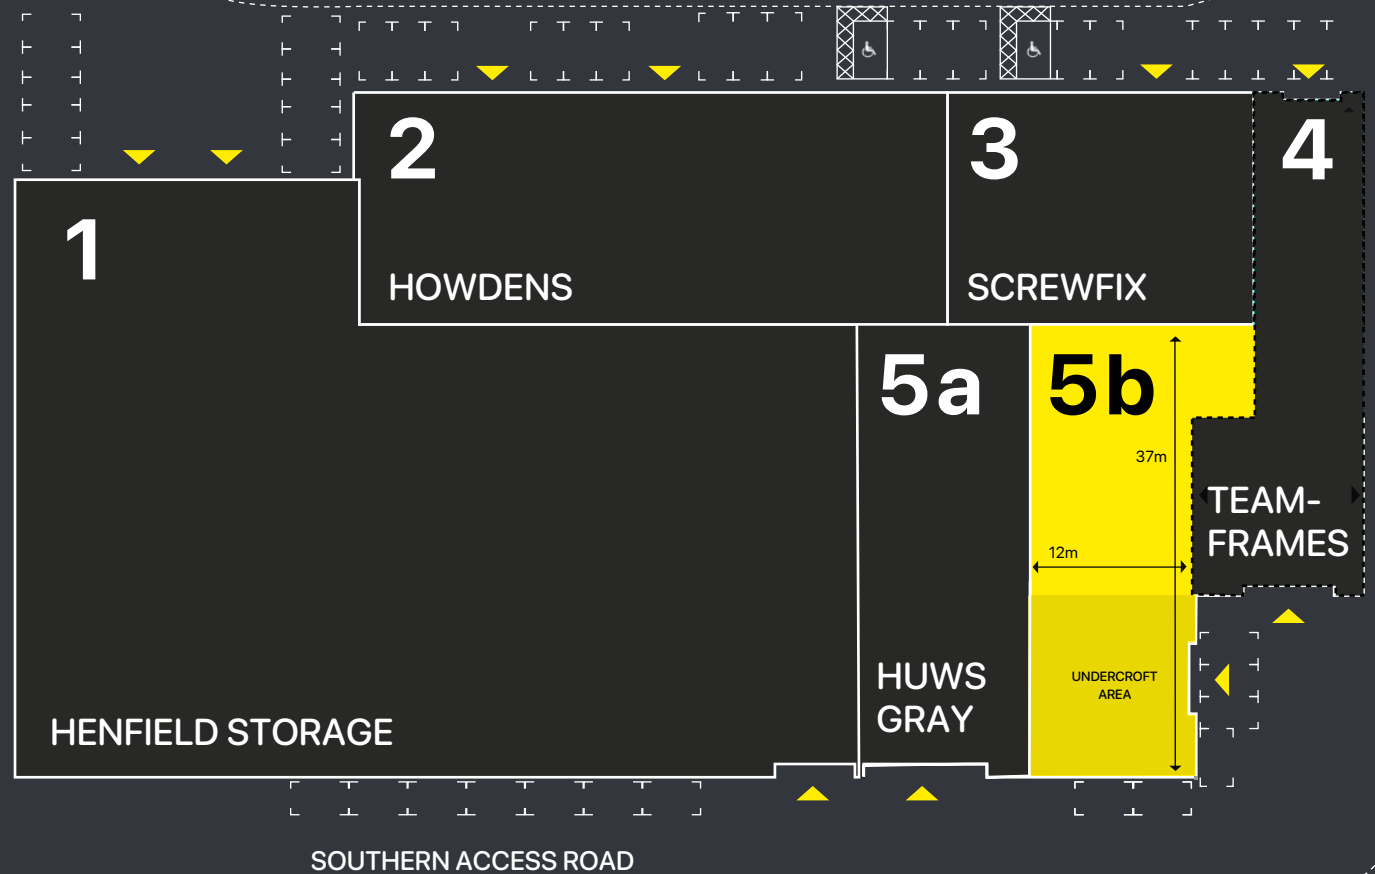 2
3
4
1
HOWDENS
SCREWFIX
5a
5b
37m
TEAM-
FRAMES
12m
HUWS
GRAY
UNDERCROFT
AREA
HENFIELD STORAGE
SOUTHERN ACCESS ROAD